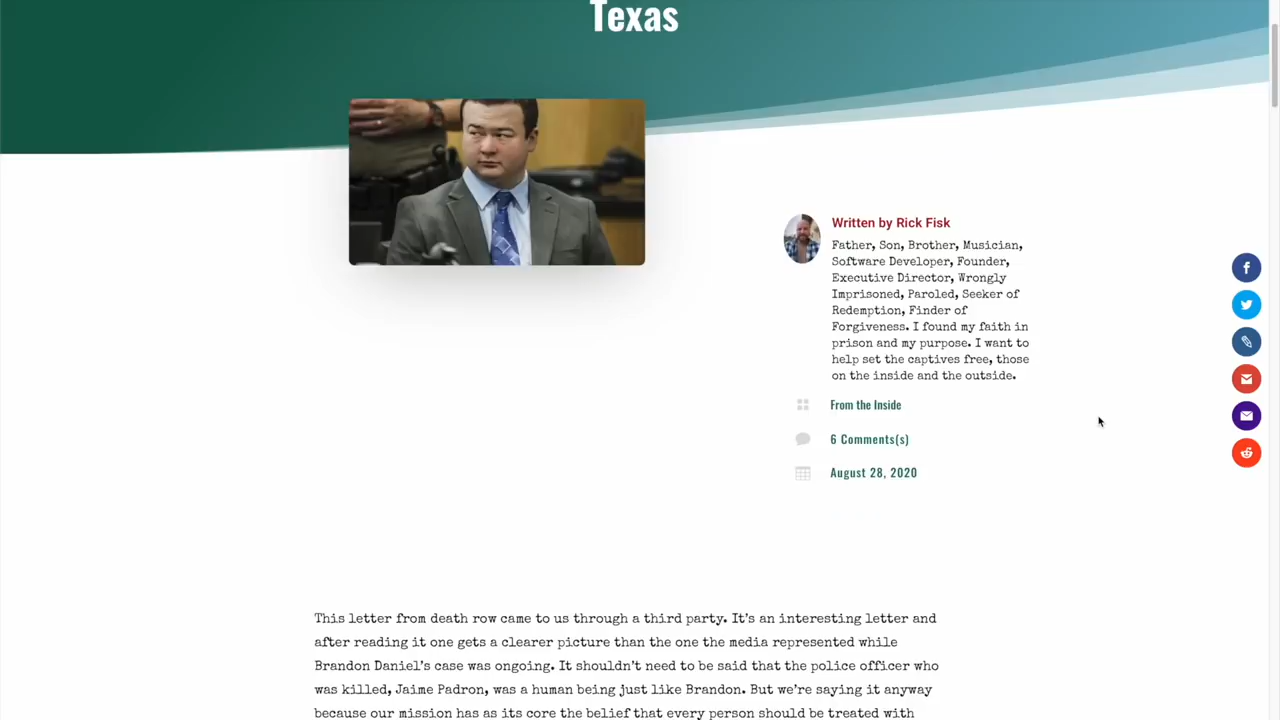 Texas
Written by Rick Fisk
Father, Son, Brother, Musician,
Software Developer, Founder,
Executive Director, Wrongly
Imprisoned, Paroled, Seeker of
Redemption, Finder of
Forgiveness. I found my faith in
prison and my purpose. I want to
help set the captives free, those
on the inside and the outside.
From the Inside
6 Comments(s)
August 28, 2020
This letter from death row came to us through a third party. It's an interesting letter and
after reading it one gets a clearer picture than the one the media represented while
Brandon Daniel's case was ongoing. It shouldn't need to be said that the police officer who
was killed, Jaime Padron, was a human being just like Brandon. But we're saying it anyway
because our mission has as its core the belief that every person should be treated with